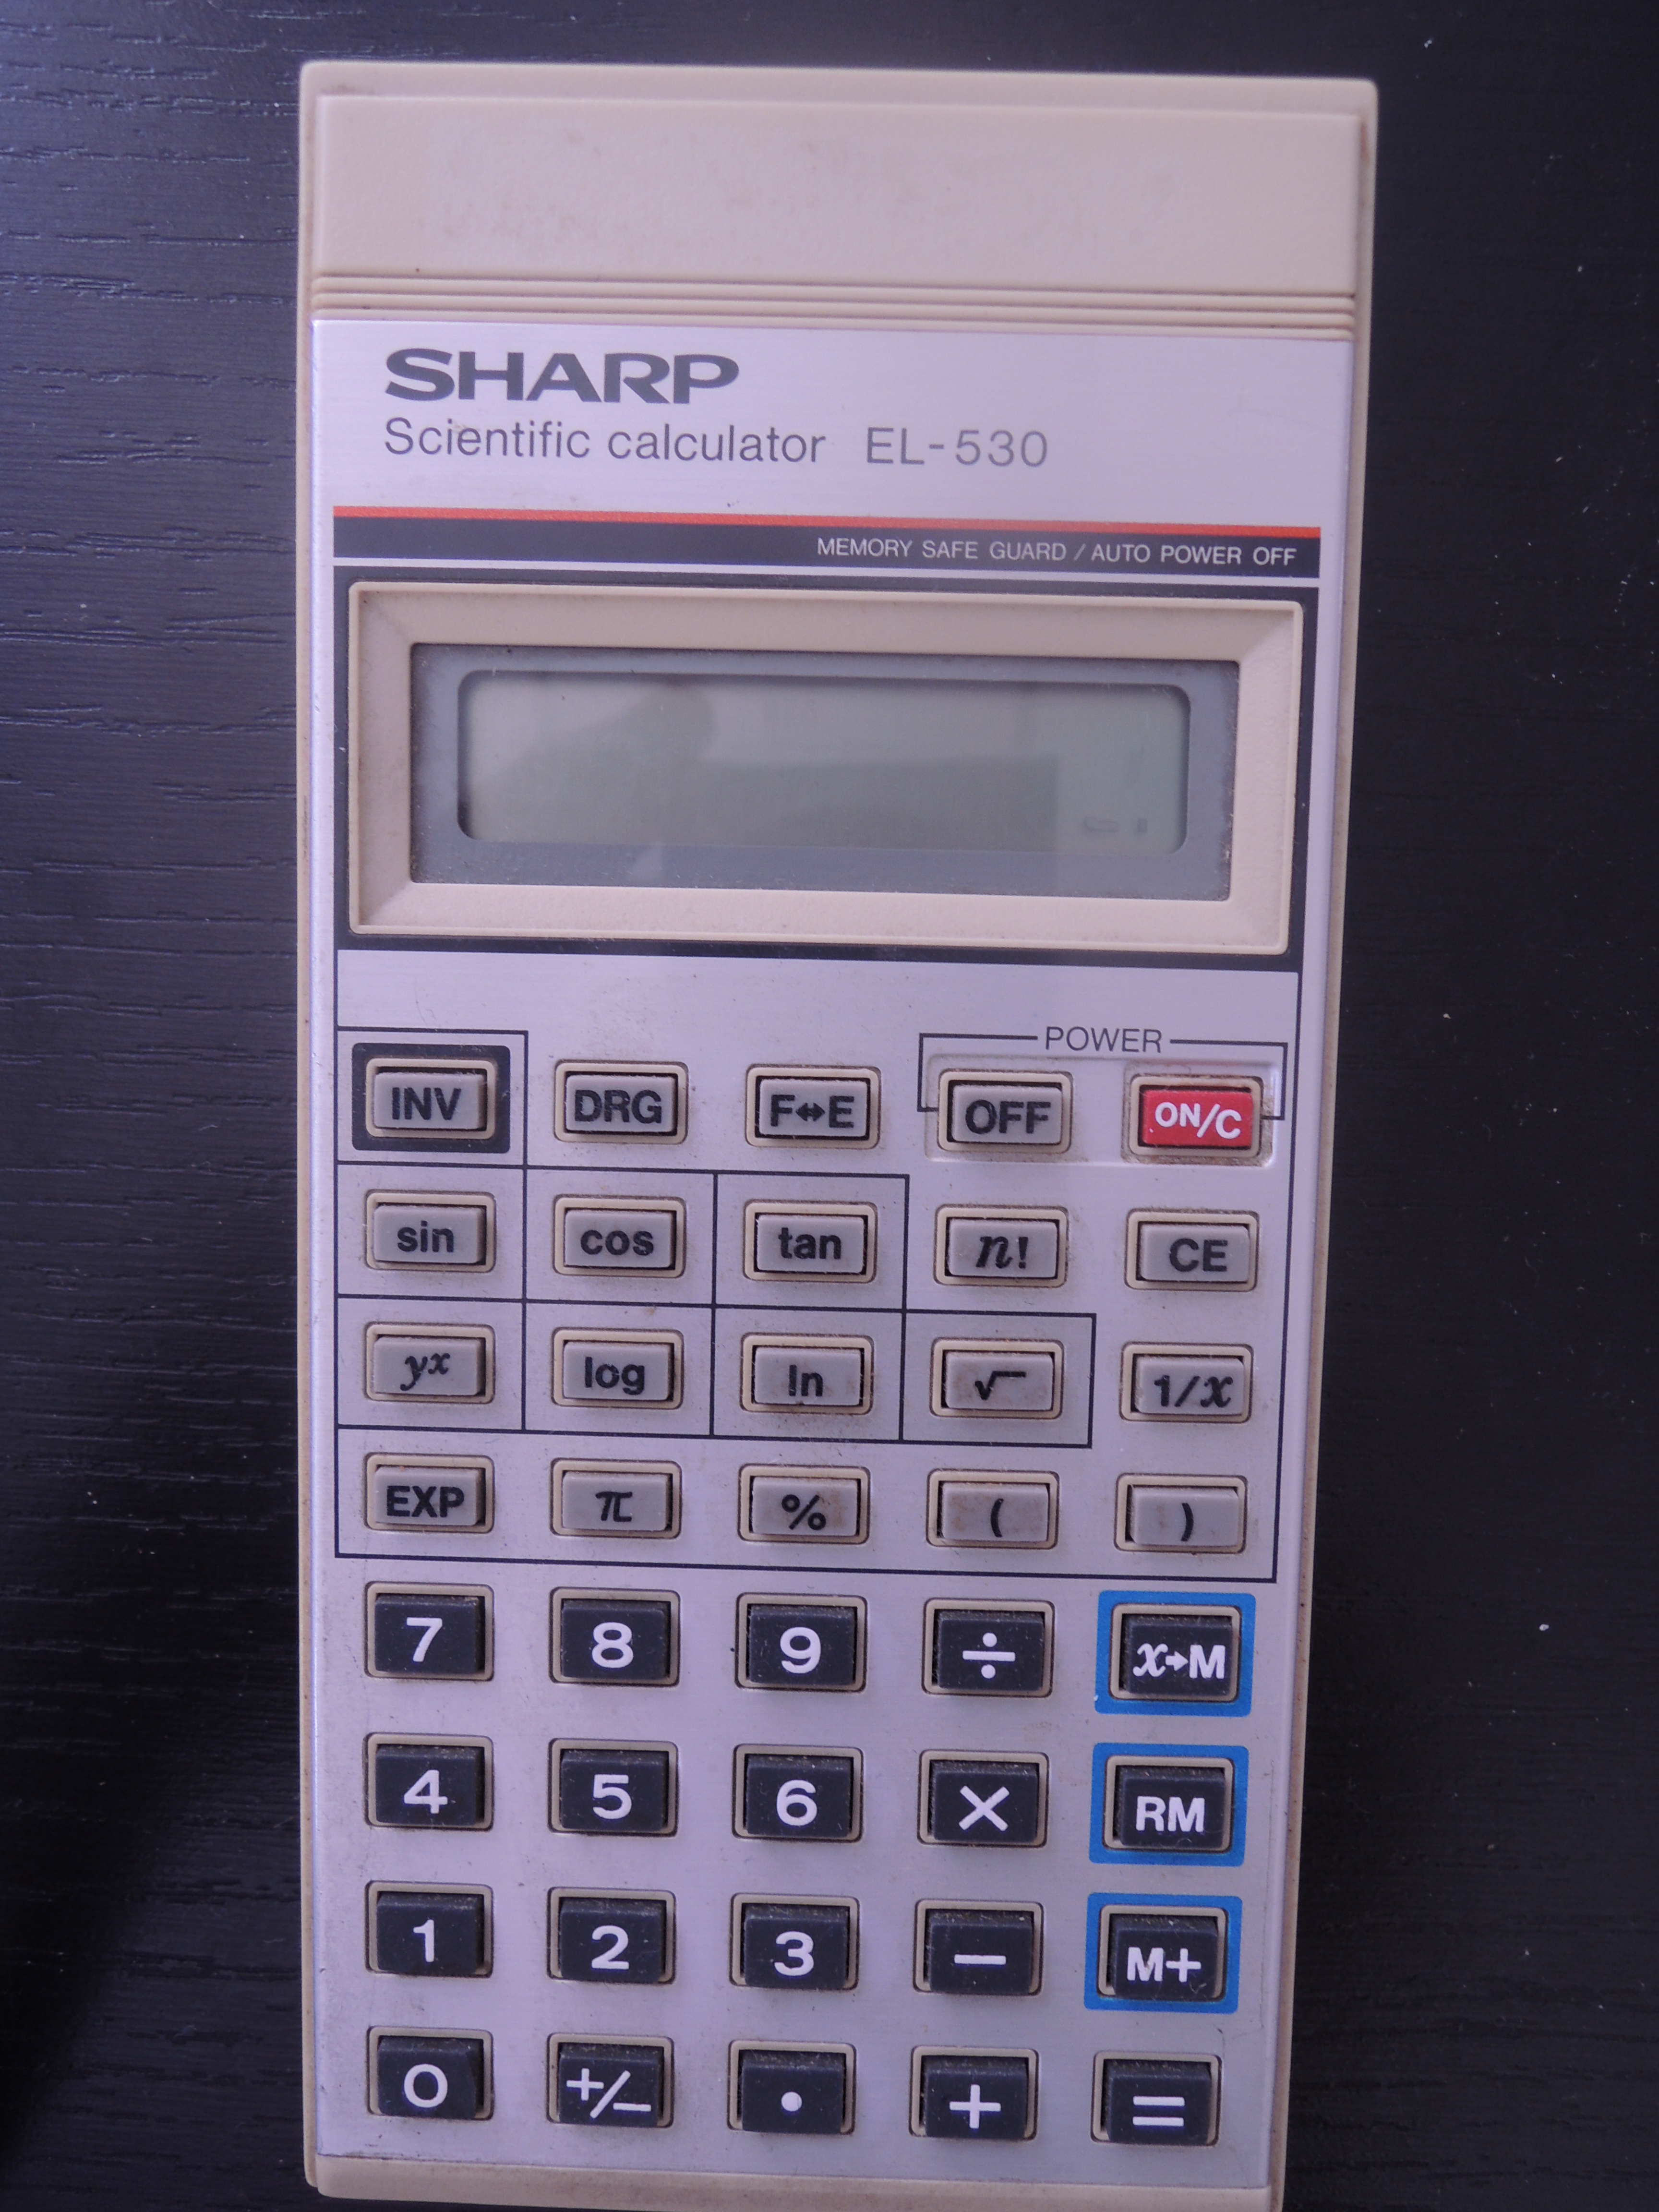 SHARP
Scientific calculator EL-530
MEMORY SAFE GUARD / AUTO POWER OFF
POWER
INV DRG F↔E OFF ON/C
sin cos tan n! CE
yˣ log ln √ 1/x
EXP π % ( )
7 8 9 ÷ x→M
4 5 6 × RM
1 2 3 − M+
0 +/− . + =